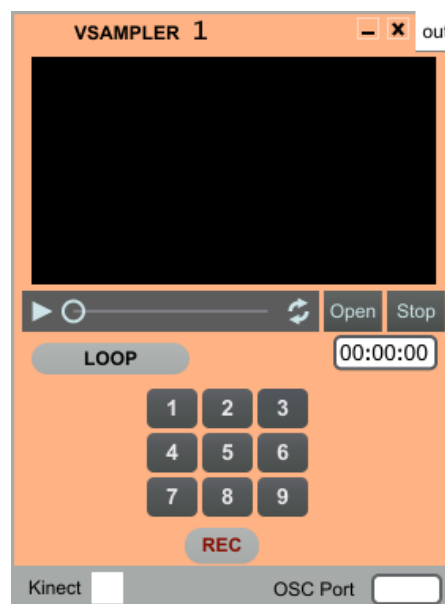 VSAMPLER 1
Open Stop
LOOP
00:00:00
1 2 3
4 5 6
7 8 9
REC
Kinect
OSC Port